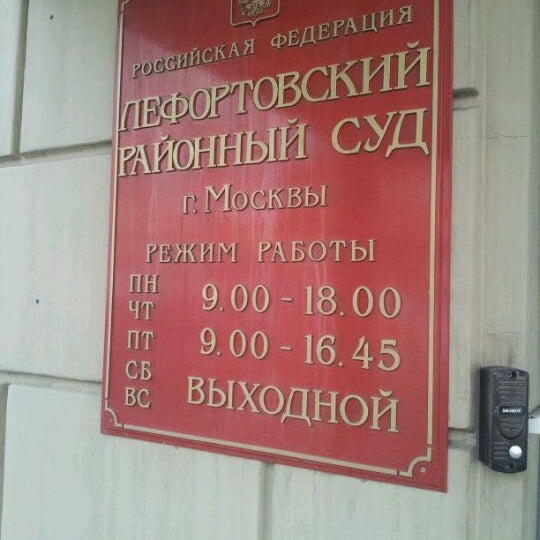 РОССИЙСКАЯ ФЕДЕРАЦИЯ
ЛЕФОРТОВСКИЙ
РАЙОННЫЙ СУД
г. МОСКВЫ
РЕЖИМ РАБОТЫ
ПН
ЧТ 9.00 - 18.00
ПТ 9.00 - 16.45
СБ
ВС ВЫХОДНОЙ